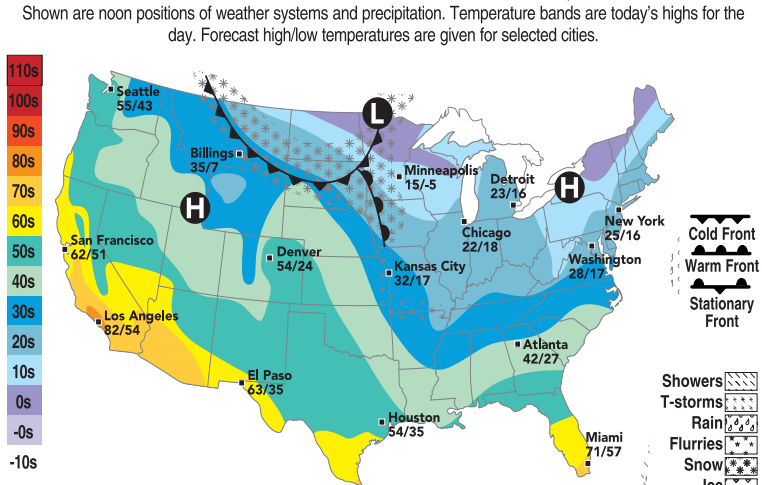 Shown are noon positions of weather systems and precipitation. Temperature bands are today's highs for the
day. Forecast high/low temperatures are given for selected cities.
110s
100s
90s
80s
70s
60s
50s
40s
30s
20s
10s
0s
-0s
-10s
Seattle
55/43
Billings
35/7
L
Minneapolis
15/-5
Detroit
23/16
H
H
New York
25/16
Chicago
22/18
Washington
28/17
San Francisco
62/51
Denver
54/24
Kansas City
32/17
Los Angeles
82/54
Atlanta
42/27
El Paso
63/35
Houston
54/35
Miami
71/57
Cold Front
Warm Front
Stationary
Front
Showers
T-storms
Rain
Flurries
Snow